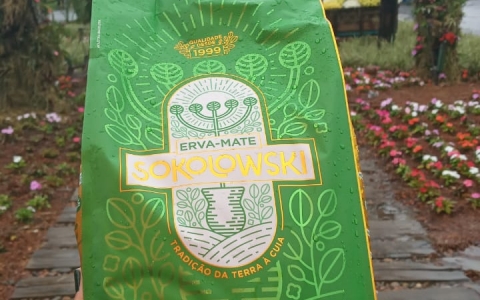 QUALIDADE
DESDE
1999
ERVA-MATE
SOKOLOWSKI
TRADIÇÃO DA TERRA À CUIA